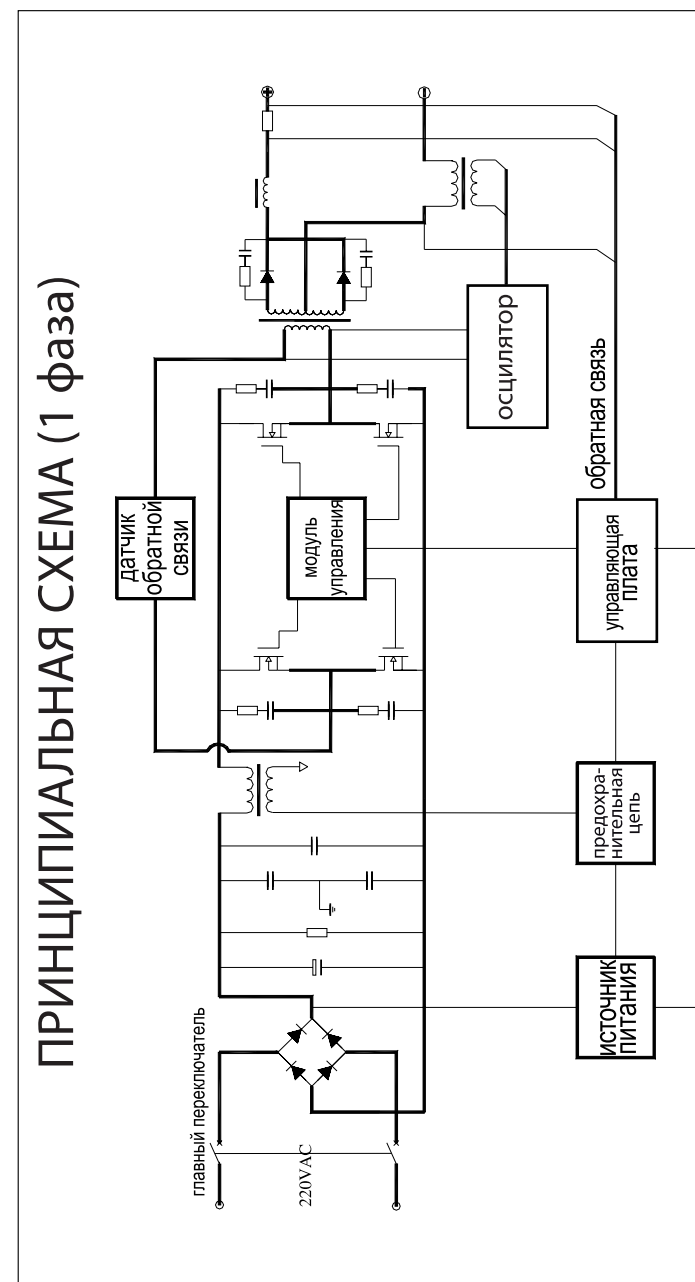 ПРИНЦИПИАЛЬНАЯ СХЕМА (1 фаза)
главный переключатель
220VAC
датчик
обратной
связи
модуль
управления
осцилятор
обратная связь
источник
питания
предохра-
нительная
цепь
управляющая
плата